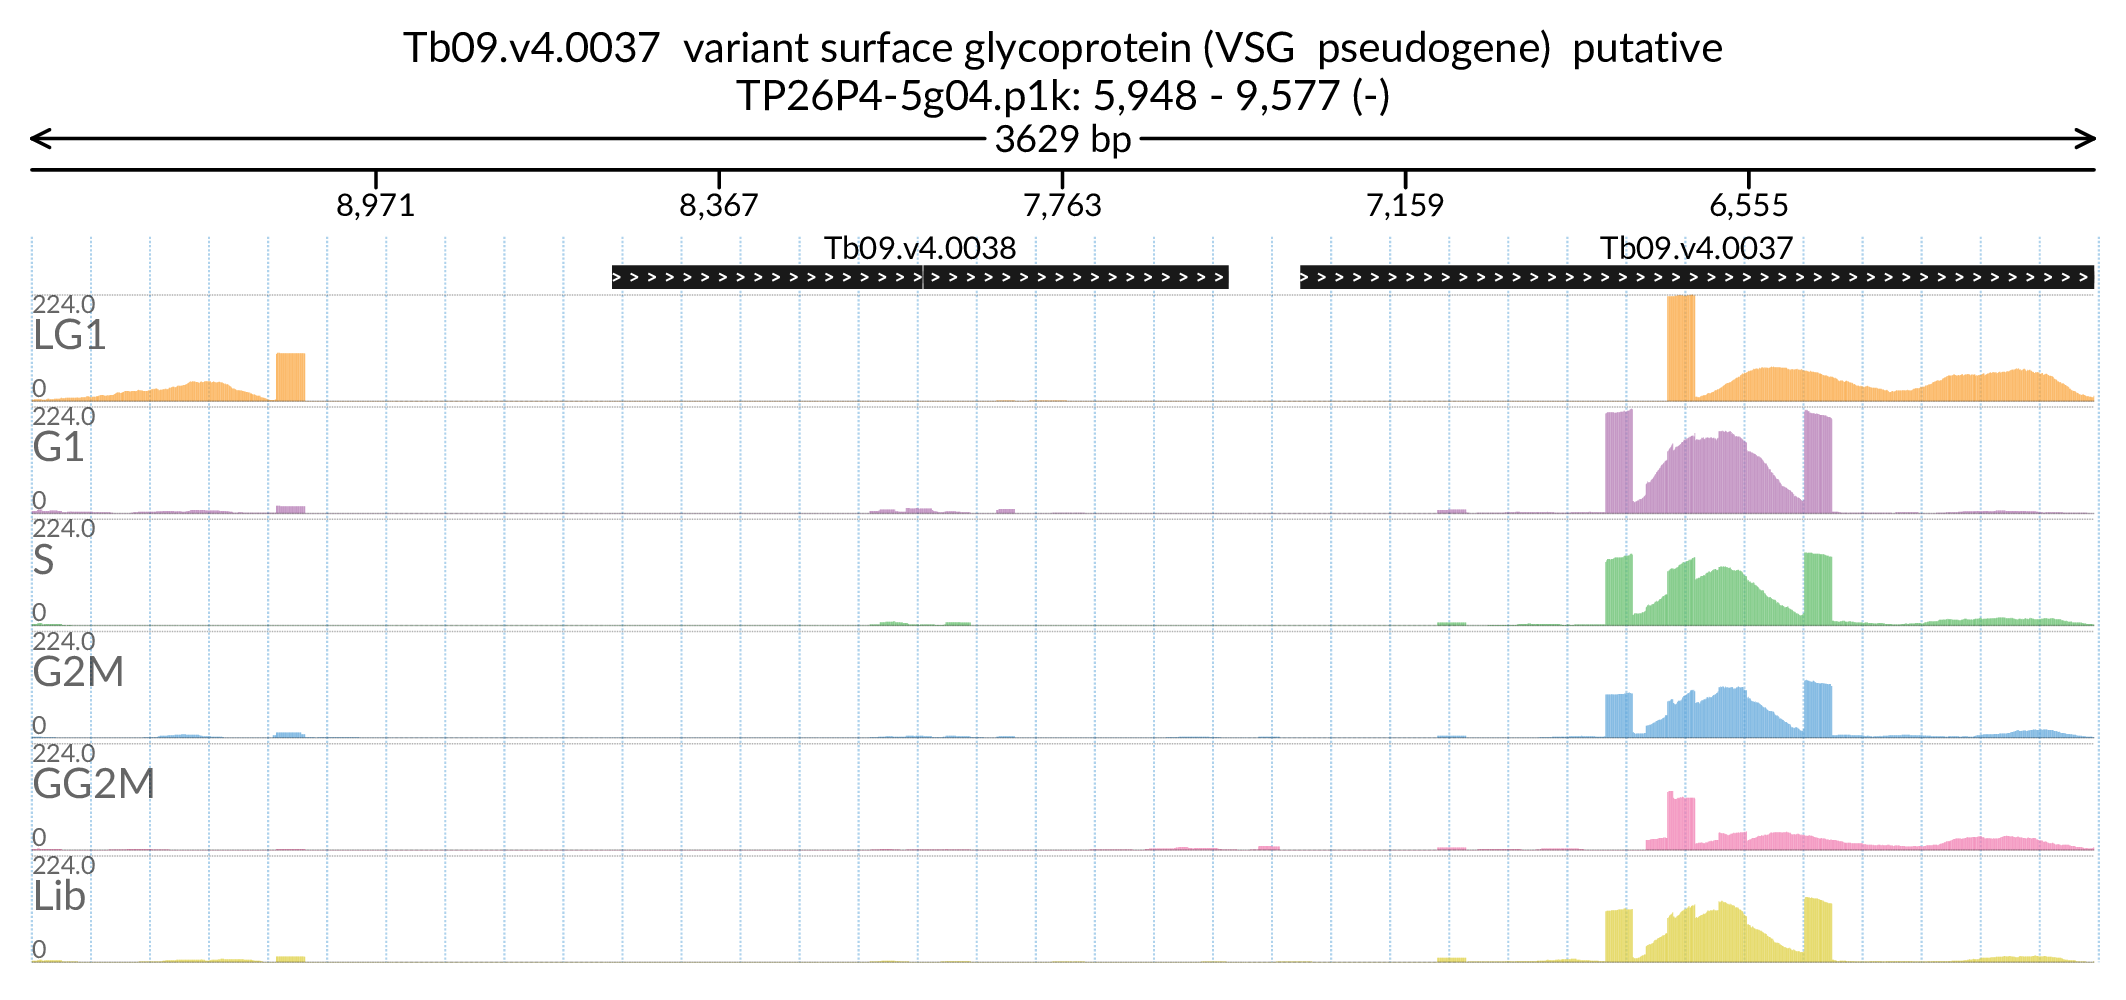 Tb09.v4.0037  variant surface glycoprotein (VSG  pseudogene)  putative
TP26P4-5g04.p1k: 5,948 - 9,577 (-)
3629 bp
8,971 8,367 7,763 7,159 6,555
Tb09.v4.0038 Tb09.v4.0037
224.0
LG1
0
224.0
G1
0
224.0
S
0
224.0
G2M
0
224.0
GG2M
0
224.0
Lib
0